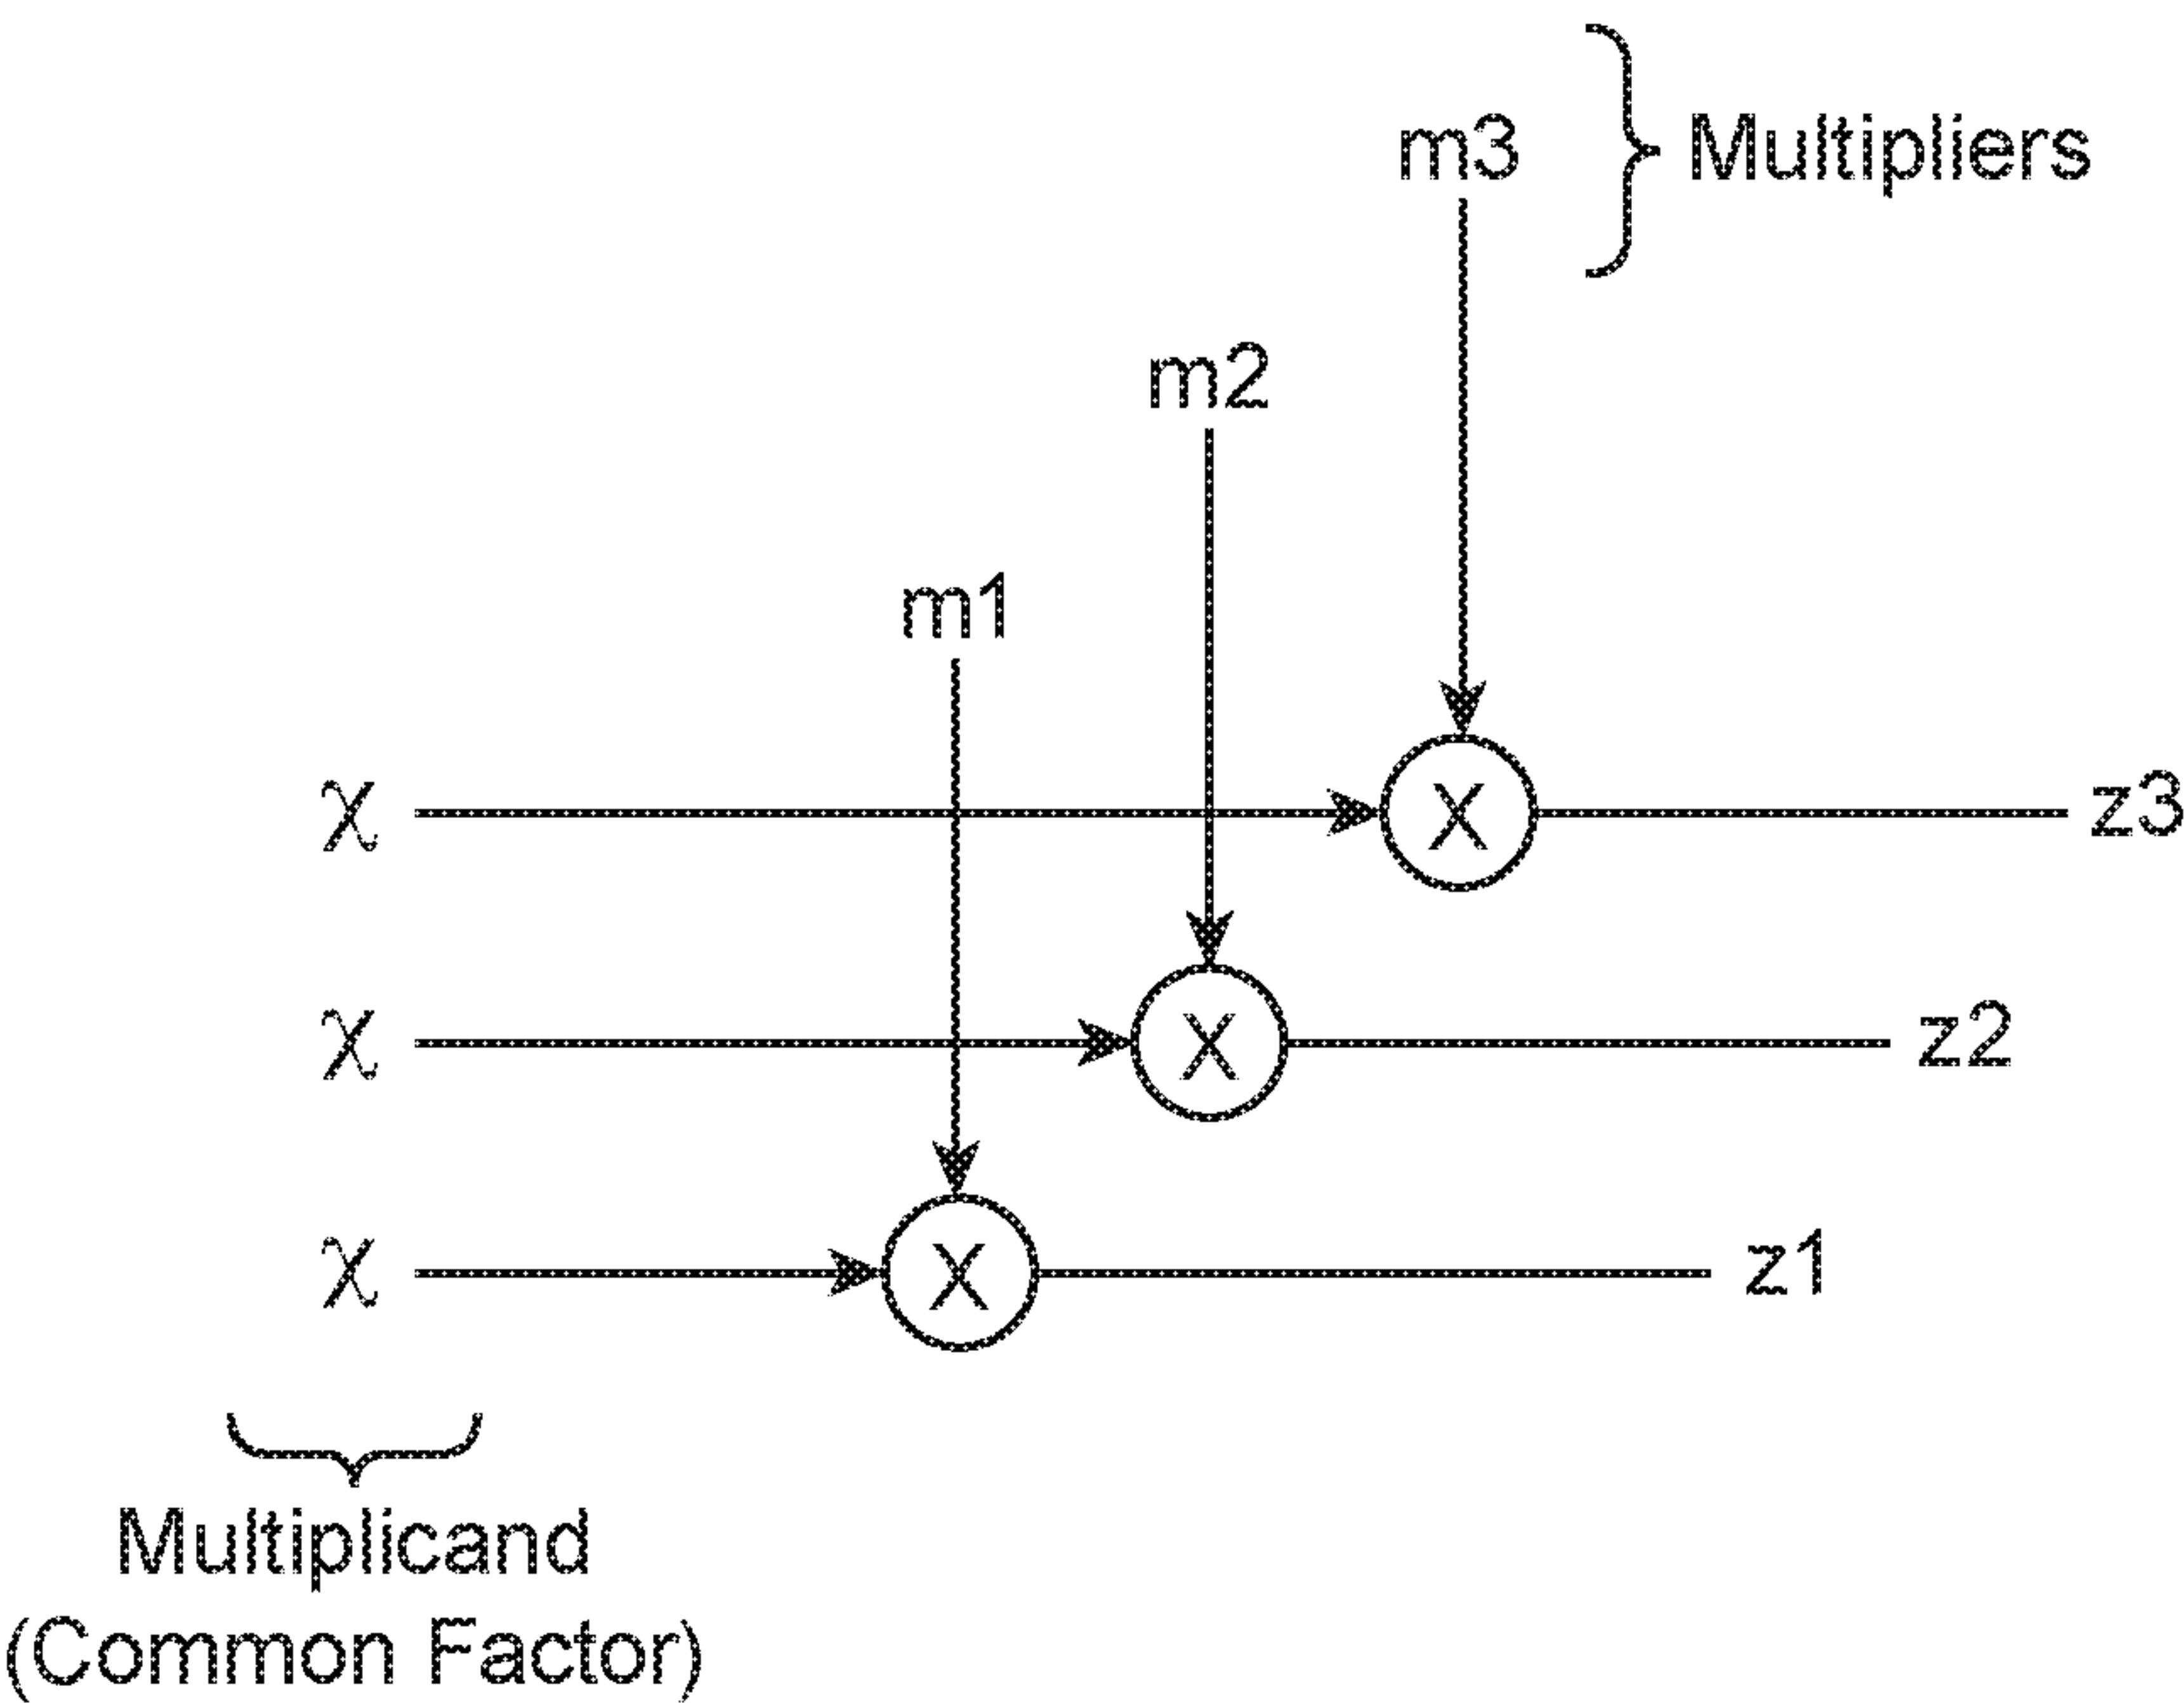 m3
Multipliers
m2
m1
χ
X
z3
χ
X
z2
χ
X
z1
Multiplicand
(Common Factor)